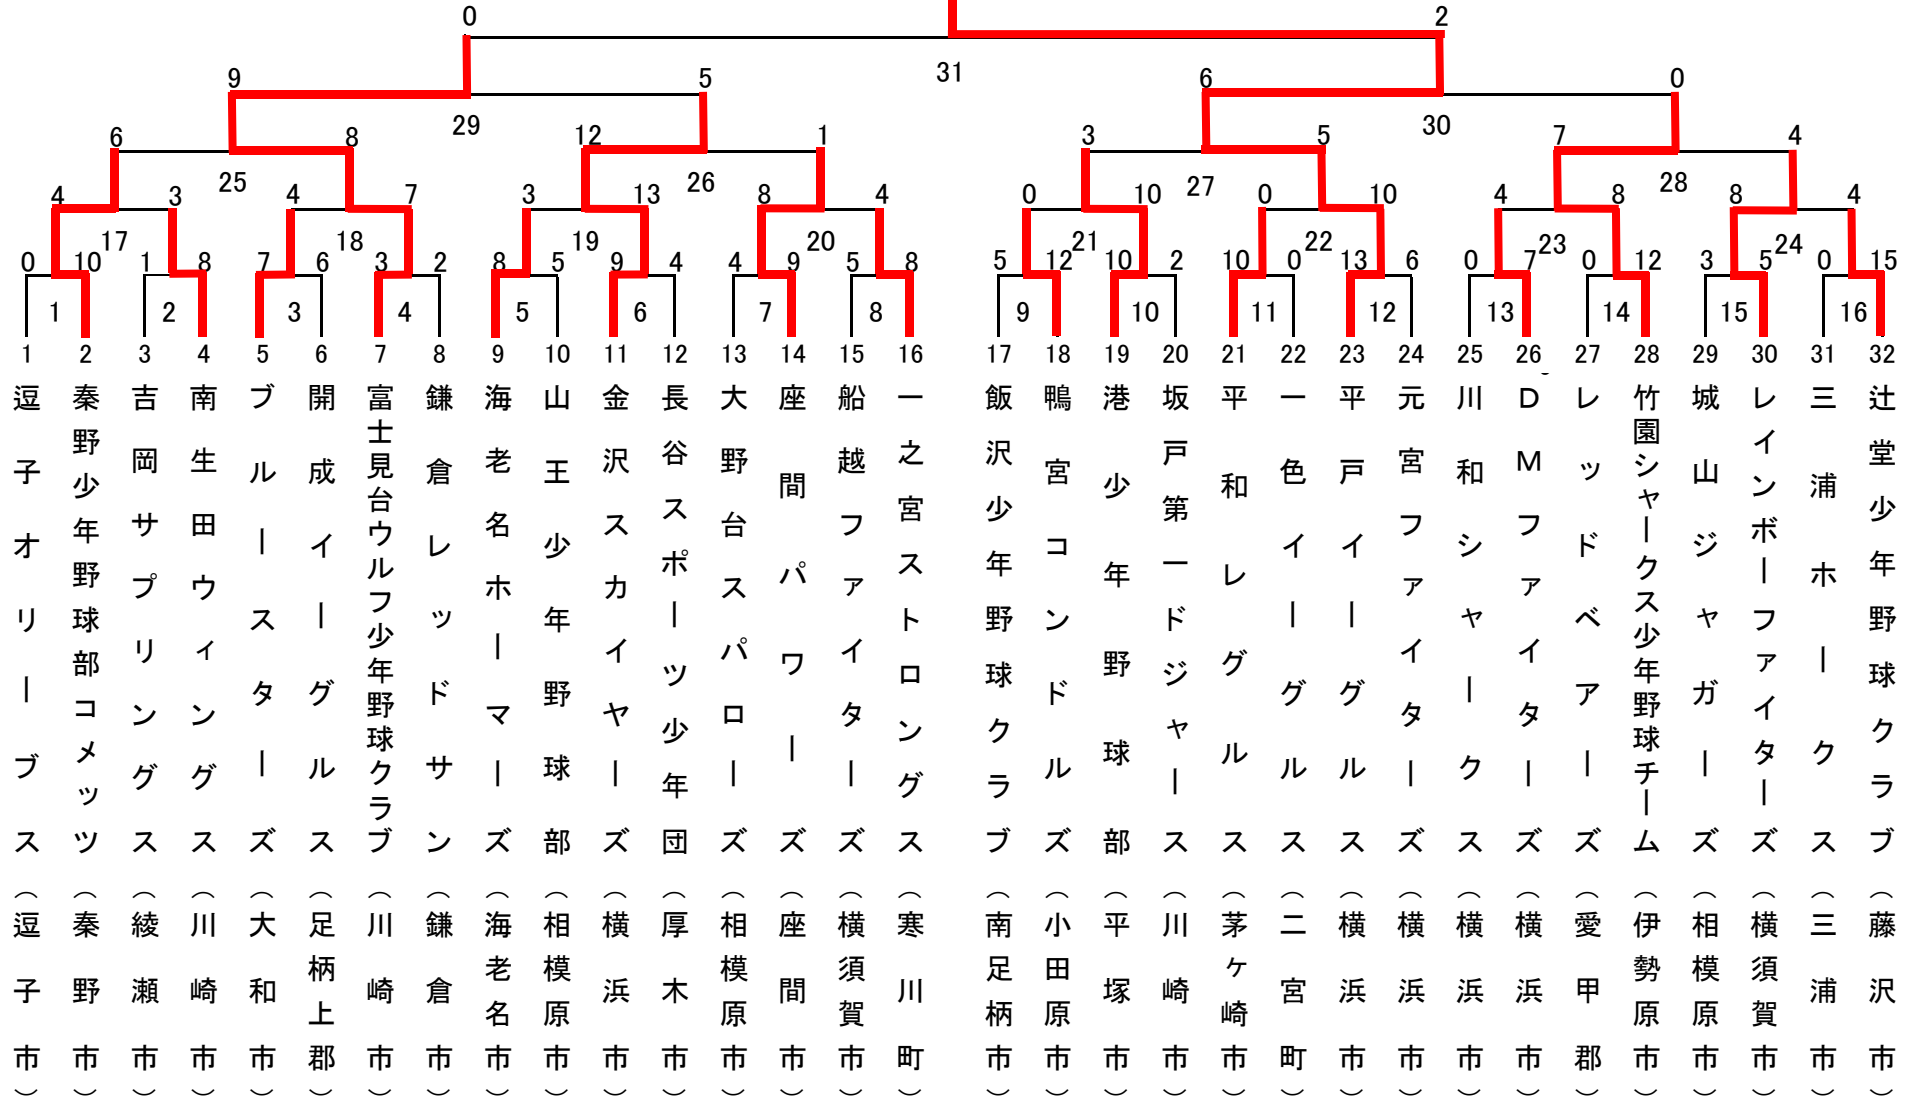 0 2
31
9 5 6 0
29 30
6 8 12 1 3 5 7 4
25 26 27 28
4 3 4 7 3 13 8 4 0 10 0 10 4 8 8 4
17 18 19 20 21 22 23 24
0 10 1 8 7 6 3 2 8 5 9 4 4 9 5 8 5 12 10 2 10 0 13 6 0 7 0 12 3 5 0 15
1 2 3 4 5 6 7 8 9 10 11 12 13 14 15 16
1 2 3 4 5 6 7 8 9 10 11 12 13 14 15 16 17 18 19 20 21 22 23 24 25 26 27 28 29 30 31 32
逗子オリーブス(逗子市)
秦野少年野球部コメッツ(秦野市)
吉岡サプリングス(綾瀬市)
南生田ウィングス(川崎市)
ブルースターズ(大和市)
開成イーグルス(足柄上郡)
富士見台ウルフ少年野球クラブ(川崎市)
鎌倉レッドサン(鎌倉市)
海老名ホーマーズ(海老名市)
山王少年野球部(相模原市)
金沢スカイヤーズ(横浜市)
長谷スポーツ少年団(厚木市)
大野台スパローズ(相模原市)
座間パワーズ(座間市)
船越ファイターズ(横須賀市)
一之宮ストロングス(寒川町)
飯沢少年野球クラブ(南足柄市)
鴨宮コンドルズ(小田原市)
港少年野球部(平塚市)
坂戸第一ドジャース(川崎市)
平和レグルス(茅ヶ崎市)
一色イーグルス(二宮町)
平戸イーグルス(横浜市)
元宮ファイターズ(横浜市)
川和シャークス(横浜市)
DMファイターズ(横浜市)
レッドベアーズ(愛甲郡)
竹園シャークス少年野球チーム(伊勢原市)
城山ジャガーズ(相模原市)
レインボーファイターズ(横須賀市)
三浦ホークス(三浦市)
辻堂少年野球クラブ(藤沢市)